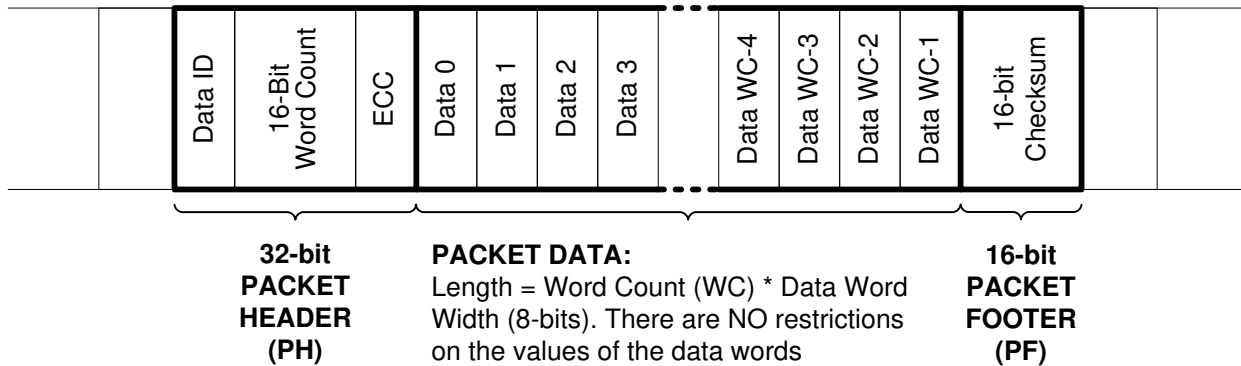 Data ID
16-Bit
Word Count
ECC
Data 0
Data 1
Data 2
Data 3
Data WC-4
Data WC-3
Data WC-2
Data WC-1
16-bit
Checksum
32-bit
PACKET
HEADER
(PH)
PACKET DATA:
Length = Word Count (WC) * Data Word
Width (8-bits). There are NO restrictions
on the values of the data words
16-bit
PACKET
FOOTER
(PF)